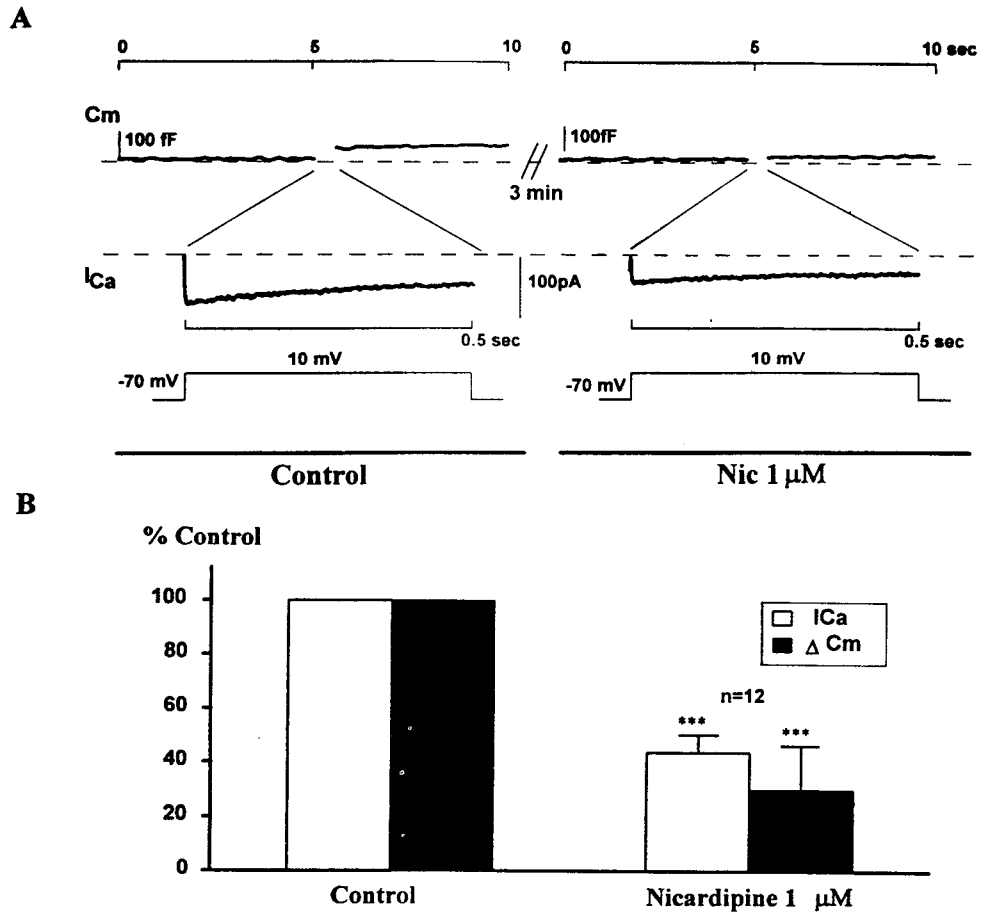 A
0 5 10 0 5 10 sec
Cm
100 fF 100fF
3 min
ICa
100pA
0.5 sec 0.5 sec
10 mV 10 mV
-70 mV -70 mV
Control Nic 1 μM
B
% Control
100
80
60
40
20
0
ICa
Δ Cm
n=12
*** ***
Control Nicardipine 1 μM